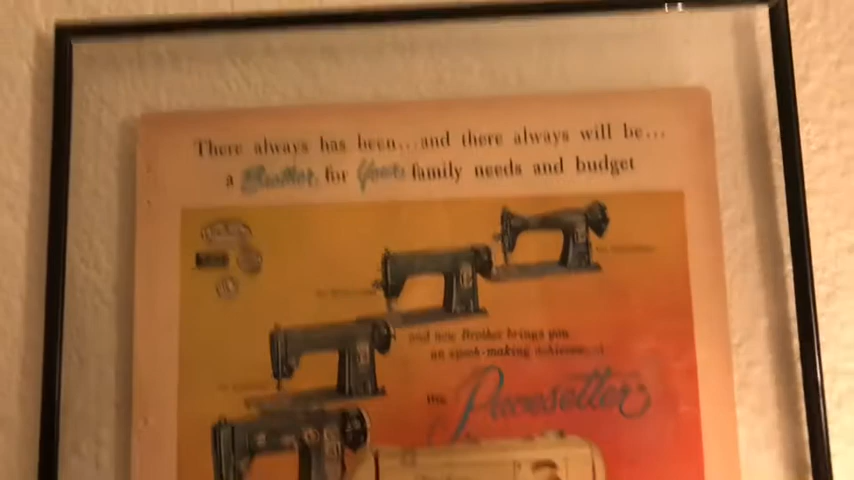 There always has been...and there always will be...
a Brother for Your family needs and budget
and now Brother brings you
an epoch-making achievement
the
Pacesetter